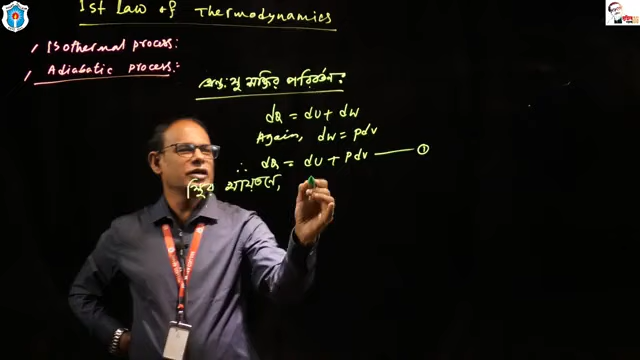 1st Law of Thermodynamics
/ Isothermal process:
/ Adiabatic process:-
অন্তঃস্থ শক্তির পরিবর্তন:
dQ = dU + dW
Again, dW = pdv
∴ dQ = dU + Pdv —— ①
স্থির আয়তনে,